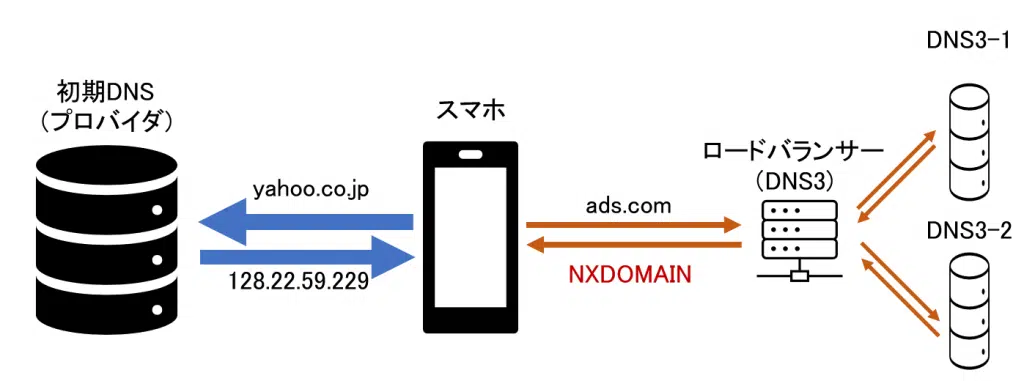 初期DNS
（プロバイダ）
yahoo.co.jp
128.22.59.229
スマホ
ads.com
NXDOMAIN
ロードバランサー
（DNS3）
DNS3-1
DNS3-2